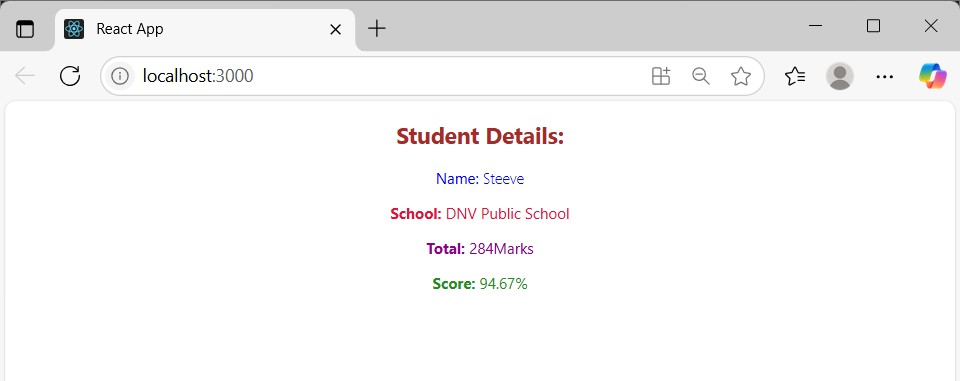 React App
localhost:3000
Student Details:
Name: Steeve
School: DNV Public School
Total: 284Marks
Score: 94.67%